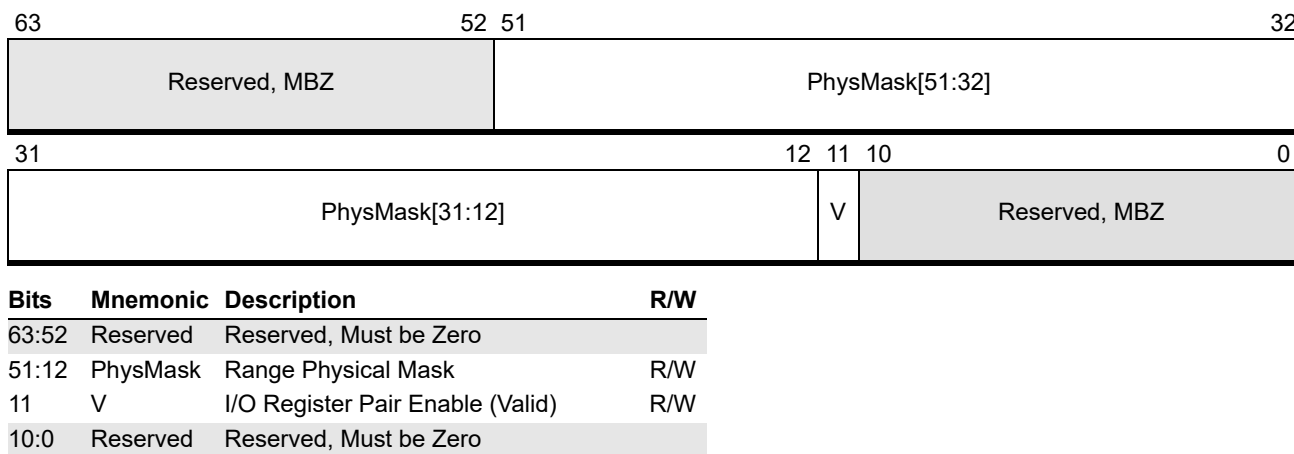 63 52 51 32
Reserved, MBZ PhysMask[51:32]
31 12 11 10 0
PhysMask[31:12] V Reserved, MBZ
Bits Mnemonic Description R/W
63:52 Reserved Reserved, Must be Zero
51:12 PhysMask Range Physical Mask R/W
11 V I/O Register Pair Enable (Valid) R/W
10:0 Reserved Reserved, Must be Zero